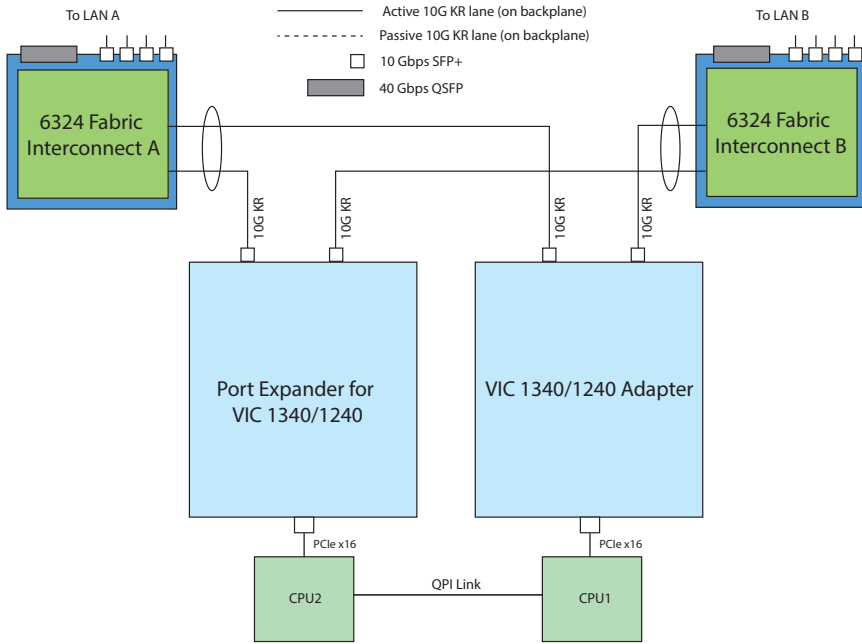 To LAN A
Active 10G KR lane (on backplane)
To LAN B
Passive 10G KR lane (on backplane)
10 Gbps SFP+
40 Gbps QSFP
6324 Fabric
Interconnect A
6324 Fabric
Interconnect B
10G KR
10G KR
10G KR
10G KR
Port Expander for
VIC 1340/1240
VIC 1340/1240 Adapter
PCIe x16
PCIe x16
QPI Link
CPU2
CPU1